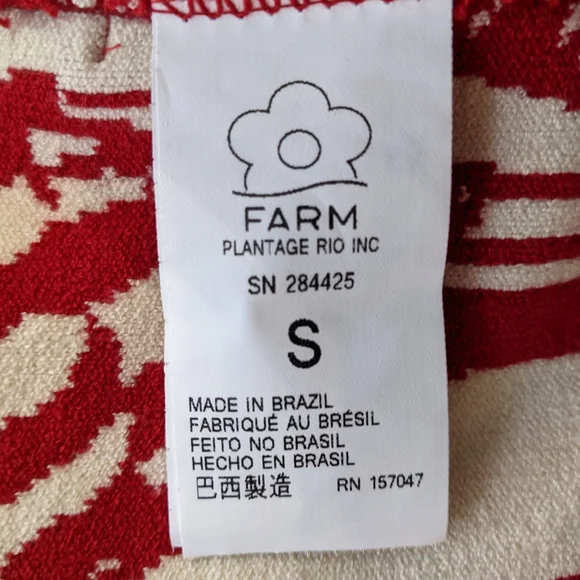 FARM
PLANTAGE RIO INC
SN 284425
S
MADE IN BRAZIL
FABRIQUÉ AU BRÉSIL
FEITO NO BRASIL
HECHO EN BRASIL
巴西製造 RN 157047